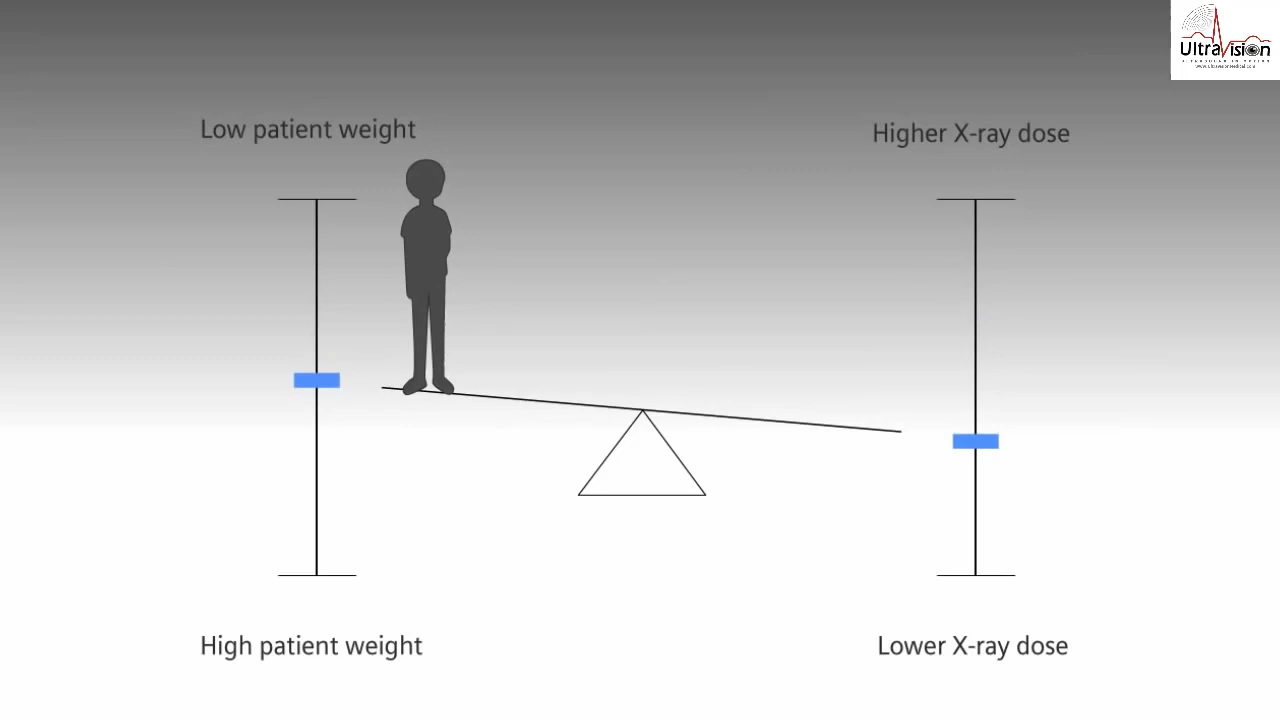 UltraVision
Low patient weight
Higher X-ray dose
High patient weight
Lower X-ray dose